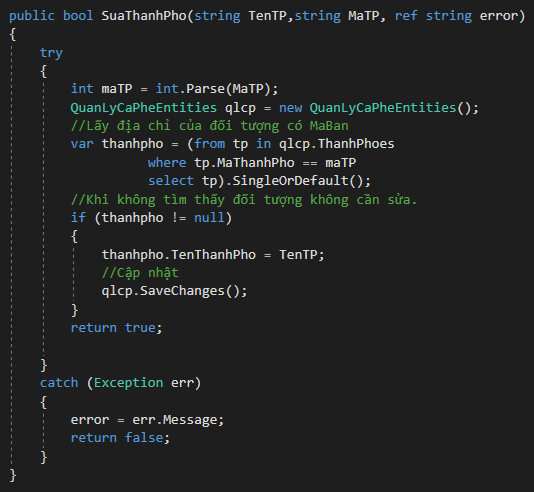 public bool SuaThanhPho(string TenTP,string MaTP, ref string error)
{
try
{
int maTP = int.Parse(MaTP);
QuanLyCaPheEntities qlcp = new QuanLyCaPheEntities();
//Lấy địa chỉ của đối tượng có MaBan
var thanhpho = (from tp in qlcp.ThanhPhoes
where tp.MaThanhPho == maTP
select tp).SingleOrDefault();
//Khi không tìm thấy đối tượng không cần sửa.
if (thanhpho != null)
{
thanhpho.TenThanhPho = TenTP;
//Cập nhật
qlcp.SaveChanges();
}
return true;
}
catch (Exception err)
{
error = err.Message;
return false;
}
}